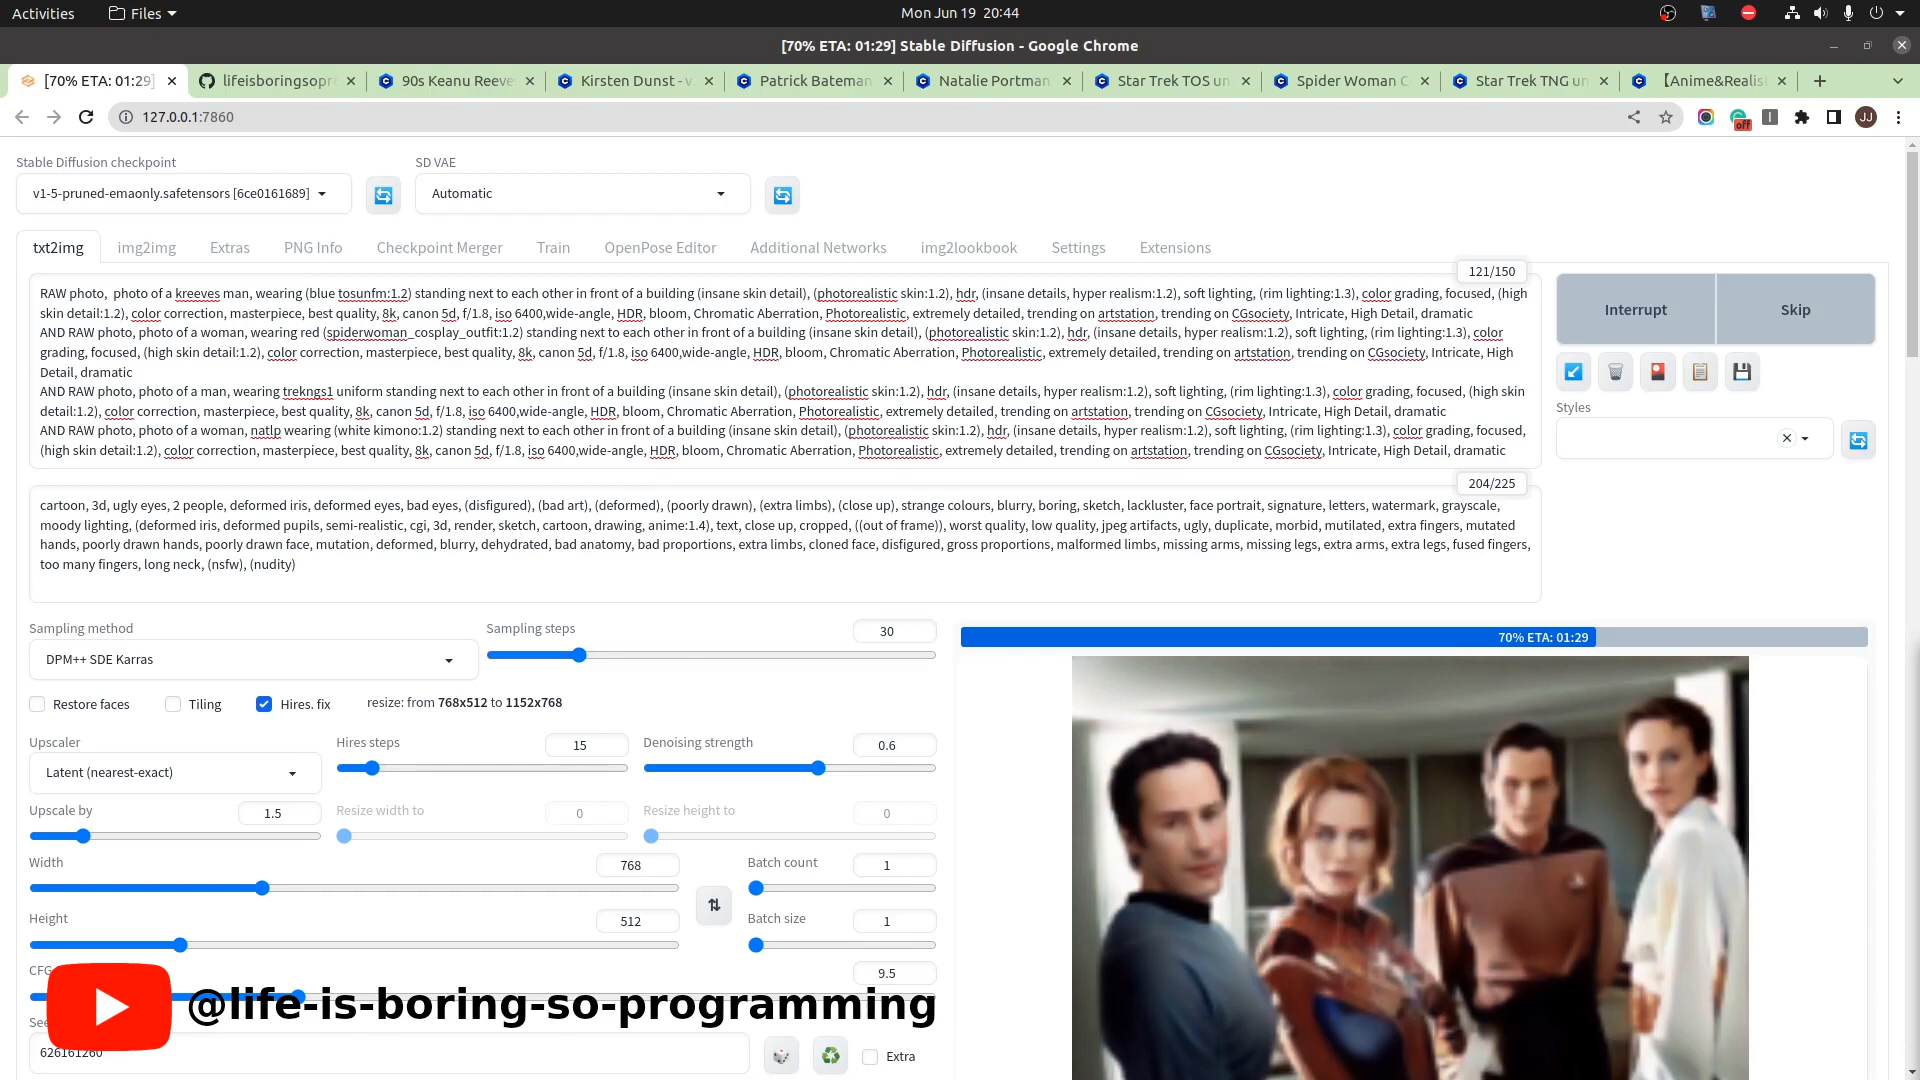 Activities Files Mon Jun 19 20:44
[70% ETA: 01:29] Stable Diffusion - Google Chrome
[70% ETA: 01:29] lifeisboringsopr 90s Keanu Reeve Kirsten Dunst - v Patrick Bateman Natalie Portman Star Trek TOS un Spider Woman C Star Trek TNG un 【Anime&Realis
127.0.0.1:7860 off JJ
Stable Diffusion checkpoint SD VAE
v1-5-pruned-emaonly.safetensors [6ce0161689] Automatic
txt2img img2img Extras PNG Info Checkpoint Merger Train OpenPose Editor Additional Networks img2lookbook Settings Extensions
121/150
RAW photo, photo of a kreeves man, wearing (blue tosunfm:1.2) standing next to each other in front of a building (insane skin detail), (photorealistic skin:1.2), hdr, (insane details, hyper realism:1.2), soft lighting, (rim lighting:1.3), color grading, focused, (high
skin detail:1.2), color correction, masterpiece, best quality, 8k, canon 5d, f/1.8, iso 6400,wide-angle, HDR, bloom, Chromatic Aberration, Photorealistic, extremely detailed, trending on artstation, trending on CGsociety, Intricate, High Detail, dramatic
AND RAW photo, photo of a woman, wearing red (spiderwoman_cosplay_outfit:1.2) standing next to each other in front of a building (insane skin detail), (photorealistic skin:1.2), hdr, (insane details, hyper realism:1.2), soft lighting, (rim lighting:1.3), color
grading, focused, (high skin detail:1.2), color correction, masterpiece, best quality, 8k, canon 5d, f/1.8, iso 6400,wide-angle, HDR, bloom, Chromatic Aberration, Photorealistic, extremely detailed, trending on artstation, trending on CGsociety, Intricate, High
Detail, dramatic
AND RAW photo, photo of a man, wearing trekngs1 uniform standing next to each other in front of a building (insane skin detail), (photorealistic skin:1.2), hdr, (insane details, hyper realism:1.2), soft lighting, (rim lighting:1.3), color grading, focused, (high skin
detail:1.2), color correction, masterpiece, best quality, 8k, canon 5d, f/1.8, iso 6400,wide-angle, HDR, bloom, Chromatic Aberration, Photorealistic, extremely detailed, trending on artstation, trending on CGsociety, Intricate, High Detail, dramatic
AND RAW photo, photo of a woman, natlp wearing (white kimono:1.2) standing next to each other in front of a building (insane skin detail), (photorealistic skin:1.2), hdr, (insane details, hyper realism:1.2), soft lighting, (rim lighting:1.3), color grading, focused,
(high skin detail:1.2), color correction, masterpiece, best quality, 8k, canon 5d, f/1.8, iso 6400,wide-angle, HDR, bloom, Chromatic Aberration, Photorealistic, extremely detailed, trending on artstation, trending on CGsociety, Intricate, High Detail, dramatic
Interrupt Skip
Styles
204/225
cartoon, 3d, ugly eyes, 2 people, deformed iris, deformed eyes, bad eyes, (disfigured), (bad art), (deformed), (poorly drawn), (extra limbs), (close up), strange colours, blurry, boring, sketch, lackluster, face portrait, signature, letters, watermark, grayscale,
moody lighting, (deformed iris, deformed pupils, semi-realistic, cgi, 3d, render, sketch, cartoon, drawing, anime:1.4), text, close up, cropped, ((out of frame)), worst quality, low quality, jpeg artifacts, ugly, duplicate, morbid, mutilated, extra fingers, mutated
hands, poorly drawn hands, poorly drawn face, mutation, deformed, blurry, dehydrated, bad anatomy, bad proportions, extra limbs, cloned face, disfigured, gross proportions, malformed limbs, missing arms, missing legs, extra arms, extra legs, fused fingers,
too many fingers, long neck, (nsfw), (nudity)
Sampling method Sampling steps 30
DPM++ SDE Karras
70% ETA: 01:29
Restore faces Tiling Hires. fix resize: from 768x512 to 1152x768
Upscaler Hires steps 15 Denoising strength 0.6
Latent (nearest-exact)
Upscale by 1.5 Resize width to 0 Resize height to 0
Width 768 Batch count 1
Height 512 Batch size 1
CFG 9.5
@life-is-boring-so-programming
See
626161260 Extra